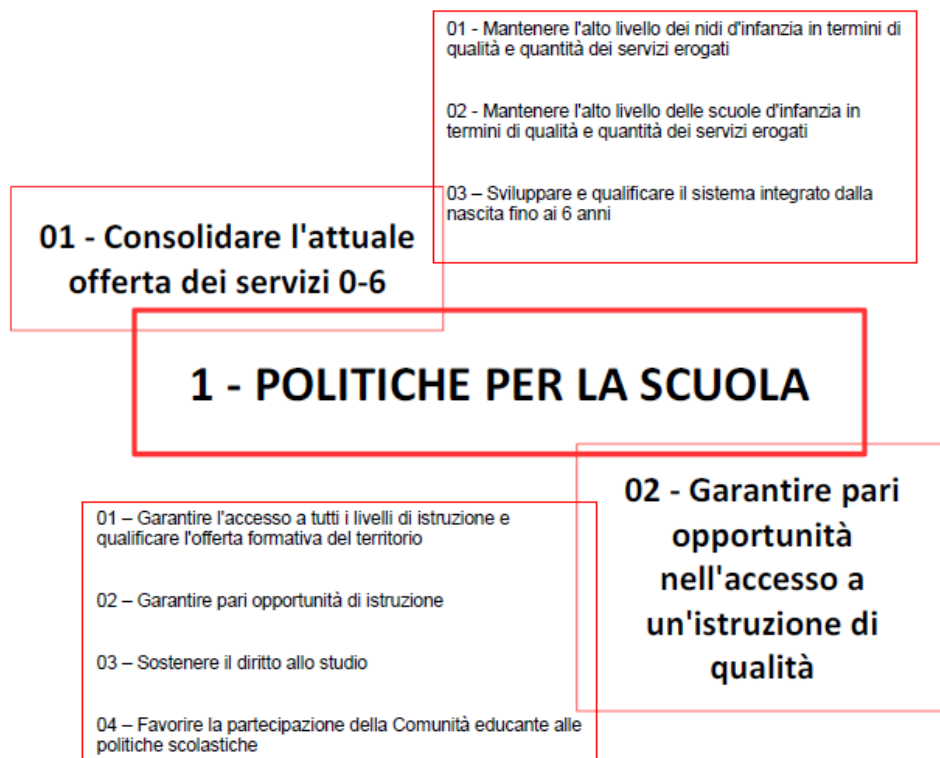 01 - Mantenere l'alto livello dei nidi d'infanzia in termini di
qualità e quantità dei servizi erogati
02 - Mantenere l'alto livello delle scuole d'infanzia in
termini di qualità e quantità dei servizi erogati
03 – Sviluppare e qualificare il sistema integrato dalla
nascita fino ai 6 anni
01 - Consolidare l'attuale
offerta dei servizi 0-6
1 - POLITICHE PER LA SCUOLA
02 - Garantire pari
opportunità
nell'accesso a
un'istruzione di
qualità
01 – Garantire l'accesso a tutti i livelli di istruzione e
qualificare l'offerta formativa del territorio
02 – Garantire pari opportunità di istruzione
03 – Sostenere il diritto allo studio
04 – Favorire la partecipazione della Comunità educante alle
politiche scolastiche